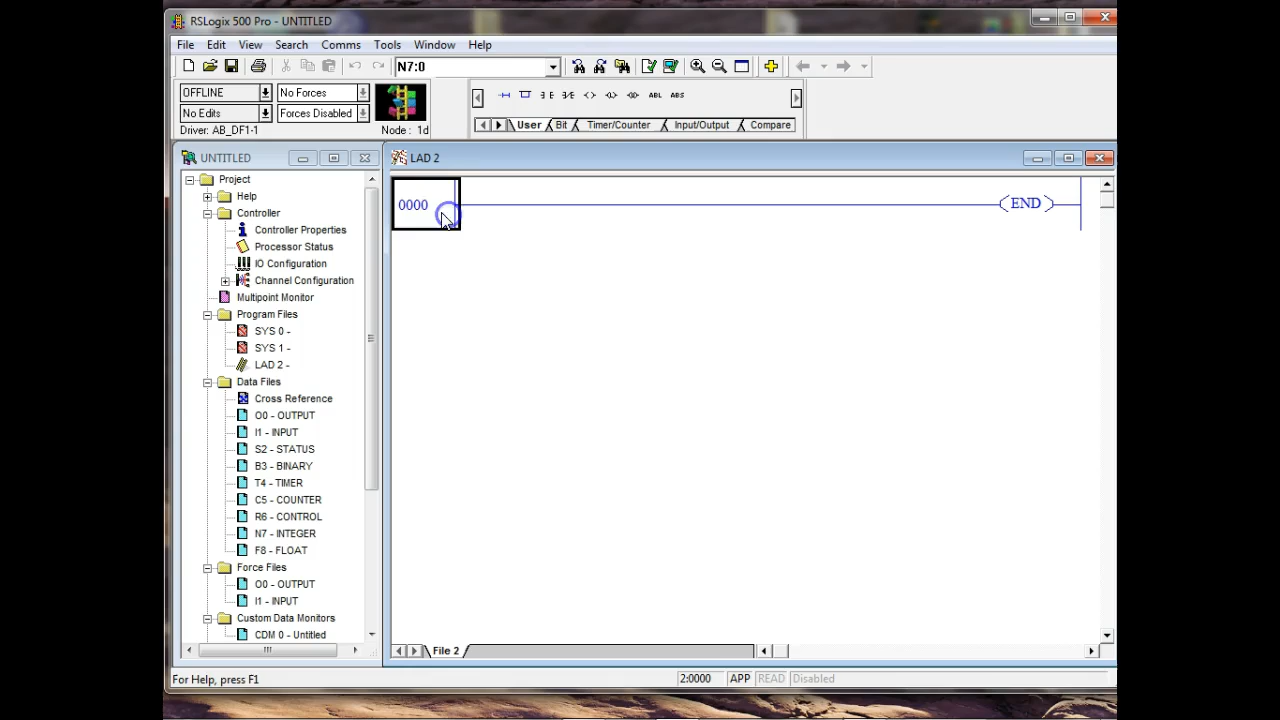 RSLogix 500 Pro - UNTITLED
File Edit View Search Comms Tools Window Help
N7:0
OFFLINE No Forces
No Edits Forces Disabled
Driver: AB_DF1-1 Node : 1d
ABL ABS
User Bit Timer/Counter Input/Output Compare
UNTITLED
Project
Help
Controller
Controller Properties
Processor Status
IO Configuration
Channel Configuration
Multipoint Monitor
Program Files
SYS 0 -
SYS 1 -
LAD 2 -
Data Files
Cross Reference
O0 - OUTPUT
I1 - INPUT
S2 - STATUS
B3 - BINARY
T4 - TIMER
C5 - COUNTER
R6 - CONTROL
N7 - INTEGER
F8 - FLOAT
Force Files
O0 - OUTPUT
I1 - INPUT
Custom Data Monitors
CDM 0 - Untitled
LAD 2
0000 END
File 2
For Help, press F1
2:0000 APP READ Disabled